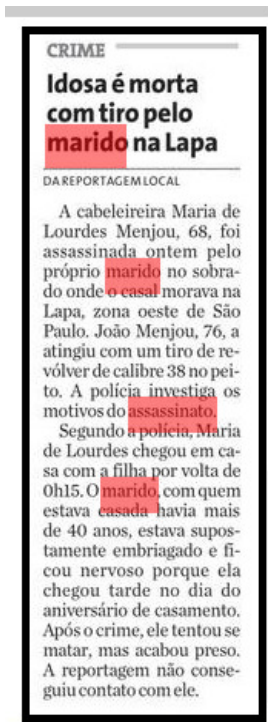 CRIME
Idosa é morta
com tiro pelo
marido na Lapa
DA REPORTAGEM LOCAL
A cabeleireira Maria de
Lourdes Menjou, 68, foi
assassinada ontem pelo
próprio marido no sobra-
do onde o casal morava na
Lapa, zona oeste de São
Paulo. João Menjou, 76, a
atingiu com um tiro de re-
vólver de calibre 38 no pei-
to. A polícia investiga os
motivos do assassinato.
Segundo a polícia, Maria
de Lourdes chegou em ca-
sa com a filha por volta de
0h15. O marido, com quem
estava casada havia mais
de 40 anos, estava supos-
tamente embriagado e fi-
cou nervoso porque ela
chegou tarde no dia do
aniversário de casamento.
Após o crime, ele tentou se
matar, mas acabou preso.
A reportagem não conse-
guiu contato com ele.